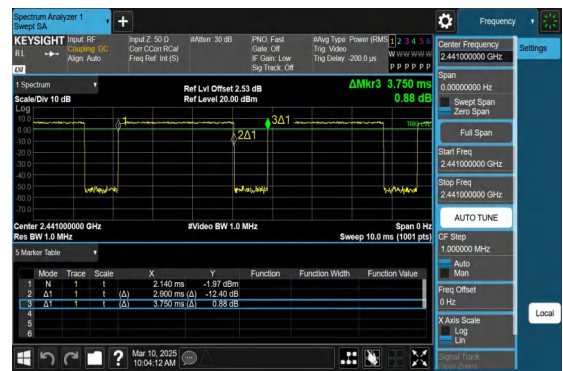 Spectrum Analyzer 1
Swept SA
+
Frequency
KEYSIGHT
Input: RF
Input Z: 50 Ω
#Atten: 30 dB
PNO: Fast
#Avg Type: Power (RMS
1 2 3 4 5 6
RL
Coupling: DC
Corr CCorr RCal
Gate: Off
Trig: Video
W W W W W W
Align: Auto
Freq Ref: Int (S)
IF Gain: Low
Trig Delay: -200.0 μs
Sig Track: Off
P P P P P P
LXI
Center Frequency
2.441000000 GHz
Settings
Span
0.00000000 Hz
Swept Span
Zero Span
Full Span
Start Freq
2.441000000 GHz
Stop Freq
2.441000000 GHz
AUTO TUNE
CF Step
1.000000 MHz
Auto
Man
Freq Offset
0 Hz
X Axis Scale
Log
Lin
Signal Track
(Span Zoom)
Local
1 Spectrum
Ref Lvl Offset 2.53 dB
ΔMkr3 3.750 ms
Scale/Div 10 dB
Ref Level 20.00 dBm
0.88 dB
Log
10.0
0.00
-10.0
-20.0
-30.0
-40.0
-50.0
-60.0
-70.0
1
2Δ1
3Δ1
Center 2.441000000 GHz
#Video BW 1.0 MHz
Span 0 Hz
Res BW 1.0 MHz
Sweep 10.0 ms (1001 pts)
5 Marker Table
Mode Trace Scale X Y Function Function Width Function Value
1 N 1 t 2.140 ms -1.97 dBm
2 Δ1 1 t (Δ) 2.900 ms (Δ) -12.40 dB
3 Δ1 1 t (Δ) 3.750 ms (Δ) 0.88 dB
4
5
6
?
Mar 10, 2025
10:04:12 AM